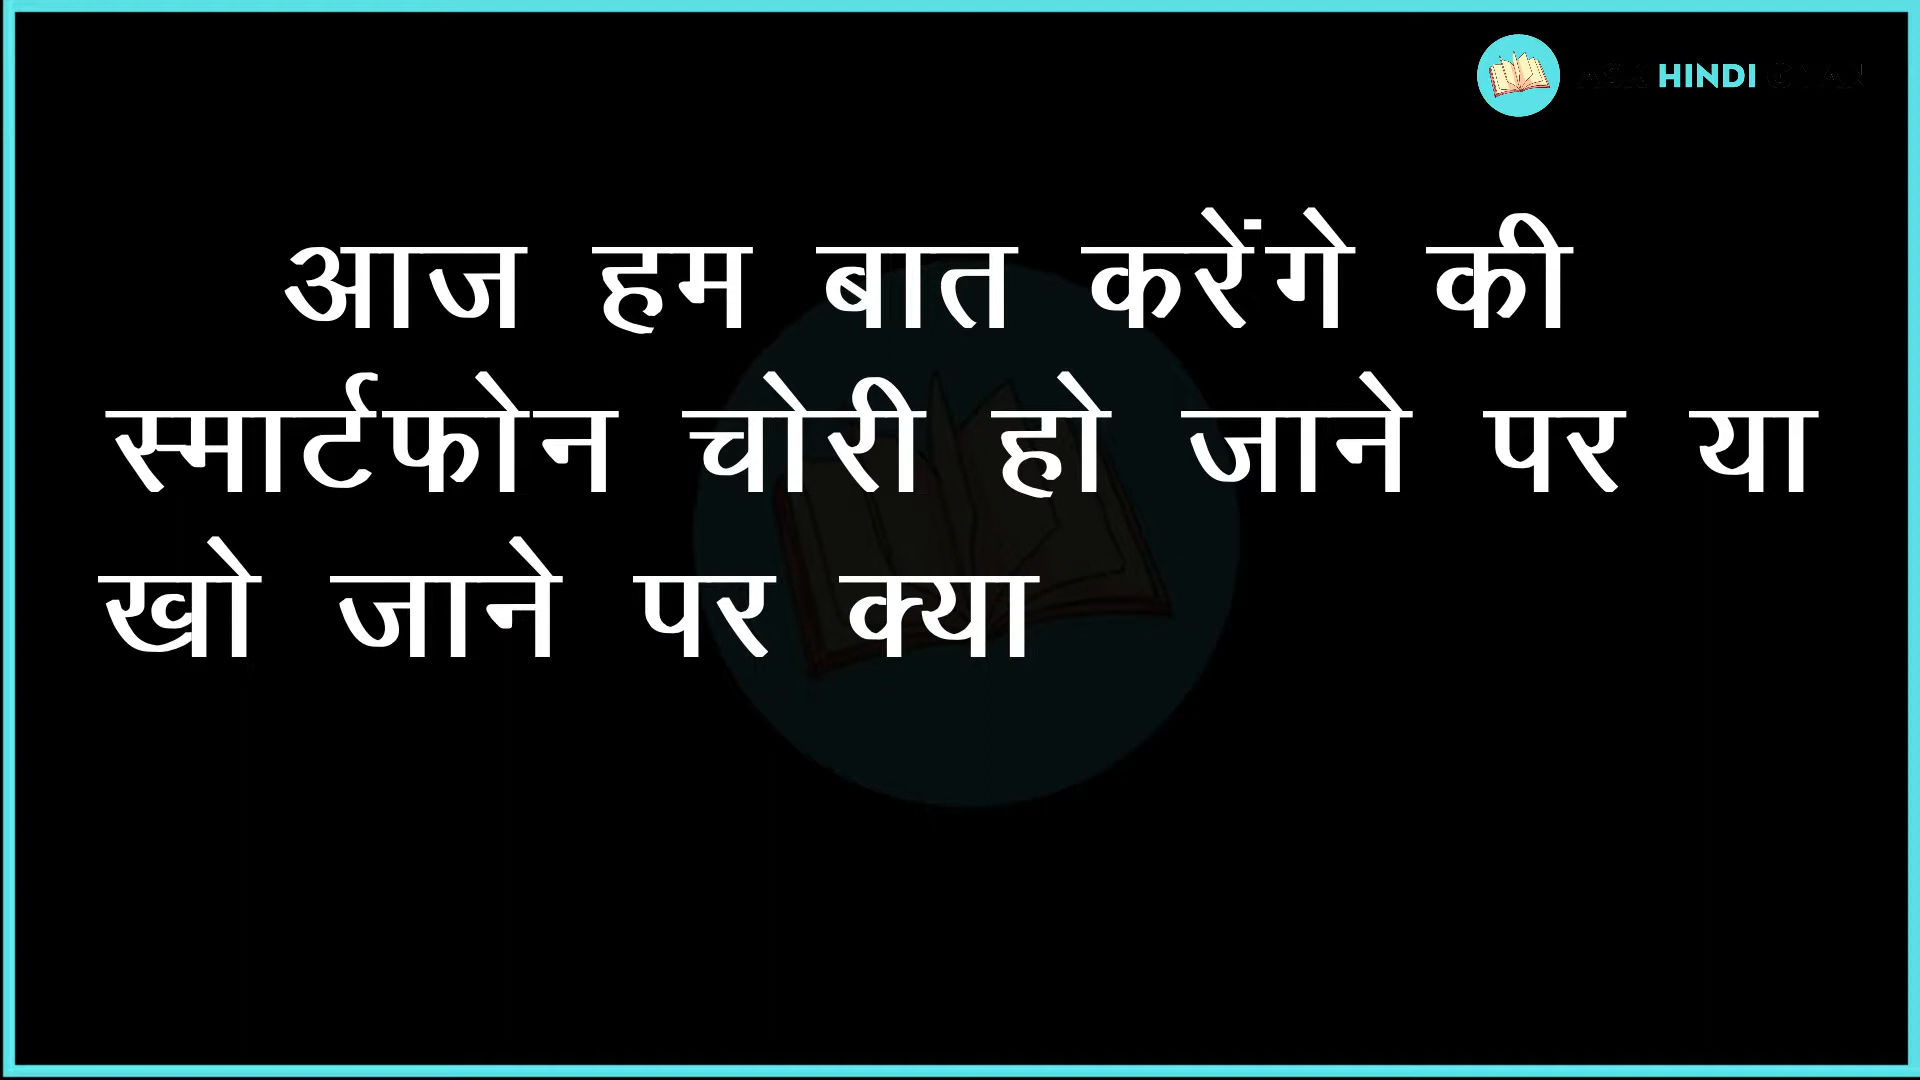 HINDI
आज हम बात करेंगे की
स्मार्टफोन चोरी हो जाने पर या
खो जाने पर क्या